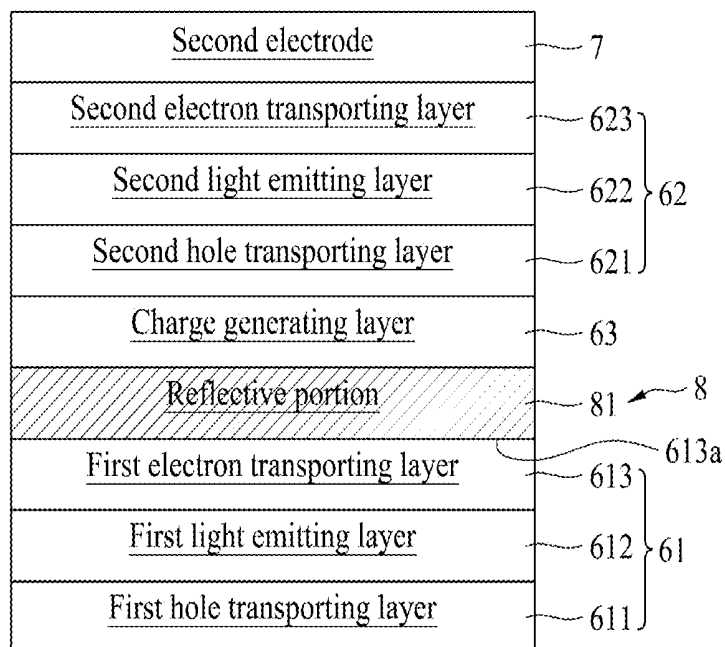 Second electrode 7
Second electron transporting layer 623
Second light emitting layer 622 62
Second hole transporting layer 621
Charge generating layer 63
Reflective portion 81 8
613a
First electron transporting layer 613
First light emitting layer 612 61
First hole transporting layer 611